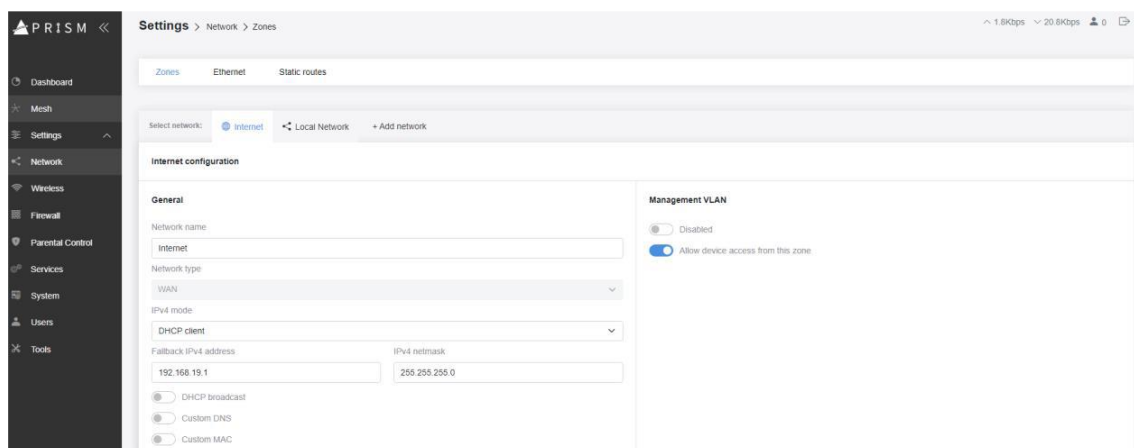 PRISM «
Settings > Network > Zones
1.8Kbps 20.8Kbps 0
Zones Ethernet Static routes
Dashboard
Mesh
Settings
Network
Wireless
Firewall
Parental Control
Services
System
Users
Tools
Select network: Internet Local Network + Add network
Internet configuration
General
Network name
Internet
Network type
WAN
IPv4 mode
DHCP client
Fallback IPv4 address IPv4 netmask
192.168.19.1 255.255.255.0
DHCP broadcast
Custom DNS
Custom MAC
Management VLAN
Disabled
Allow device access from this zone